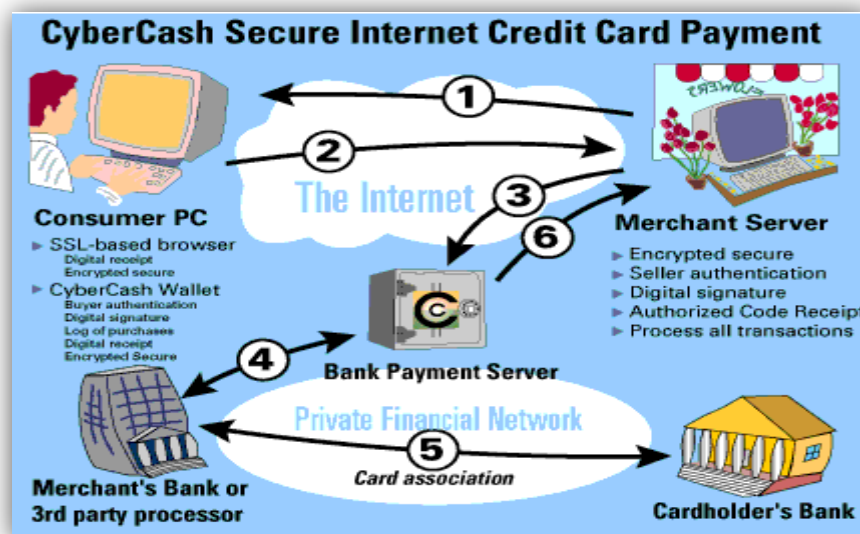 CyberCash Secure Internet Credit Card Payment
1
FLOWERS
2
The Internet
3
6
Consumer PC
▶ SSL-based browser
Digital receipt
Encrypted secure
▶ CyberCash Wallet
Buyer authentication
Digital signature
Log of purchases
Digital receipt
Encrypted Secure
Merchant Server
▶ Encrypted secure
▶ Seller authentication
▶ Digital signature
▶ Authorized Code Receipt
▶ Process all transactions
C
4
Bank Payment Server
Private Financial Network
5
Card association
Merchant's Bank or
3rd party processor
Cardholder's Bank